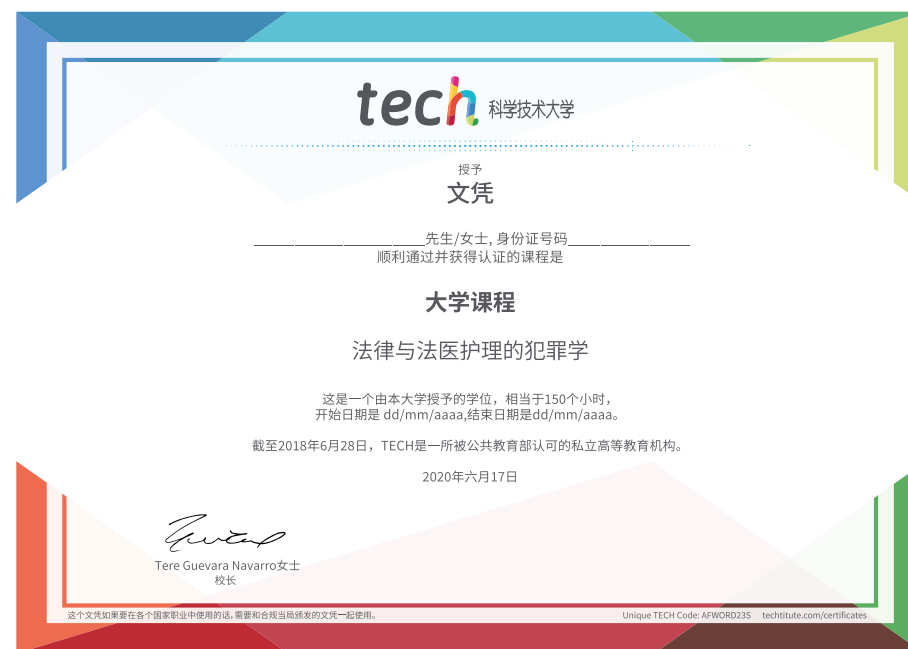 tech 科学技术大学
授予
文凭
先生/女士, 身份证号码
顺利通过并获得认证的课程是
大学课程
法律与法医护理的犯罪学
这是一个由本大学授予的学位，相当于150个小时，
开始日期是 dd/mm/aaaa,结束日期是dd/mm/aaaa。
截至2018年6月28日，TECH是一所被公共教育部认可的私立高等教育机构。
2020年六月17日
Tere Guevara Navarro女士
校长
这个文凭如果要在各个国家职业中使用的话,需要和合规当局颁发的文凭一起使用。
Unique TECH Code: AFWORD23S techtitute.com/certificates